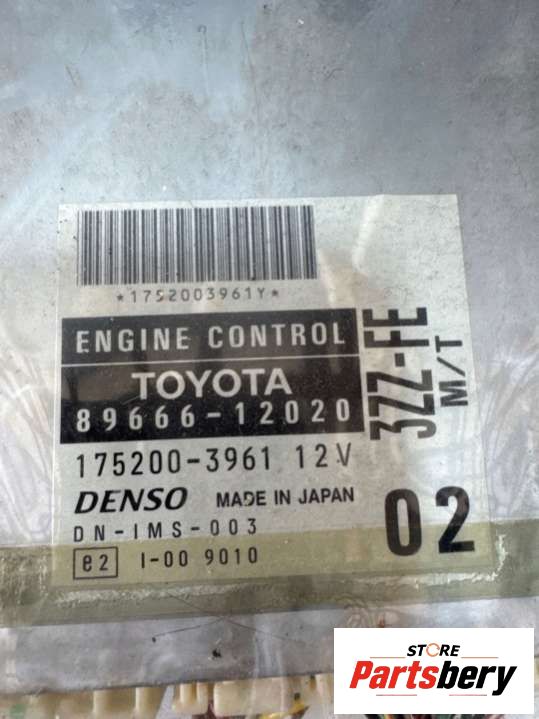 *1752003961Y*
ENGINE CONTROL
TOYOTA
89666-12020
3ZZ-FE
M/T
175200-3961 12V
DENSO MADE IN JAPAN
02
DN-IMS-003
e2 I-00 9010
STORE
Partsbery